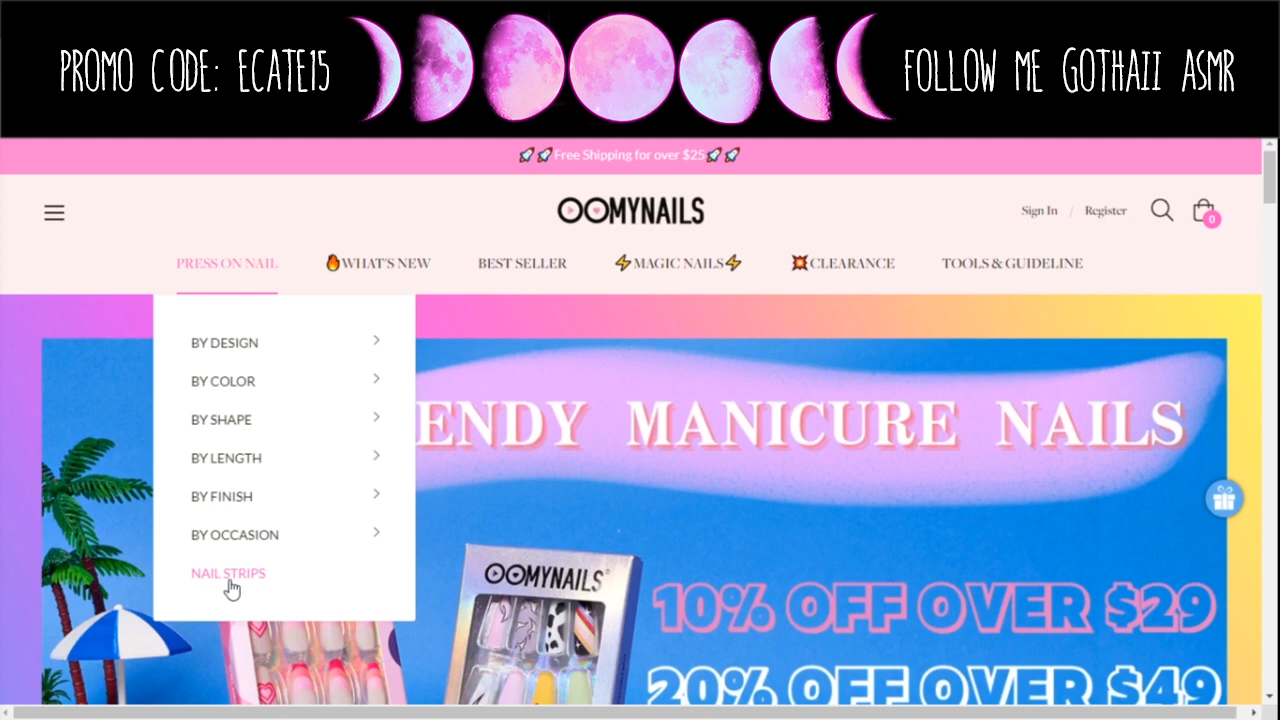 PROMO CODE: ECATE15
FOLLOW ME GOTHAII ASMR
Free Shipping for over $25
OOMYNAILS
Sign In / Register
0
PRESS ON NAIL
WHAT'S NEW
BEST SELLER
MAGIC NAILS
CLEARANCE
TOOLS & GUIDELINE
BY DESIGN
BY COLOR
BY SHAPE
BY LENGTH
BY FINISH
BY OCCASION
NAIL STRIPS
ENDY MANICURE NAILS
OOMYNAILS
10% OFF OVER $29
20% OFF OVER $49